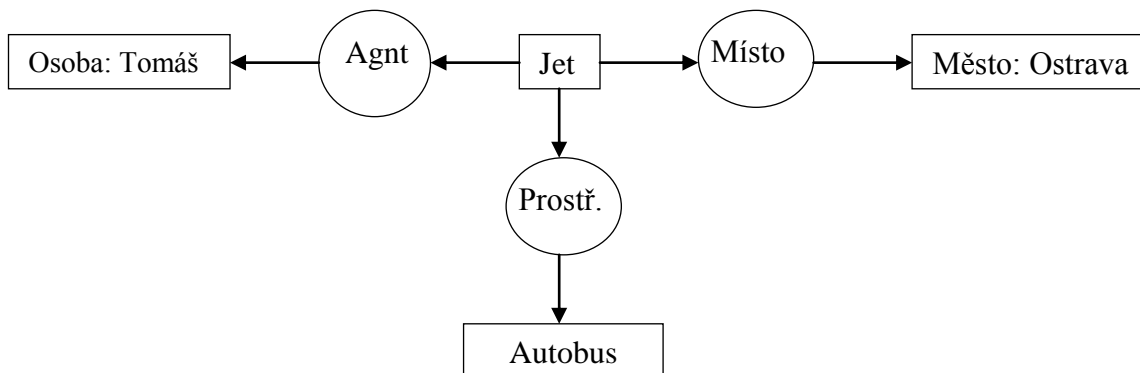 Osoba: Tomáš
Agnt
Jet
Místo
Město: Ostrava
Prostř.
Autobus